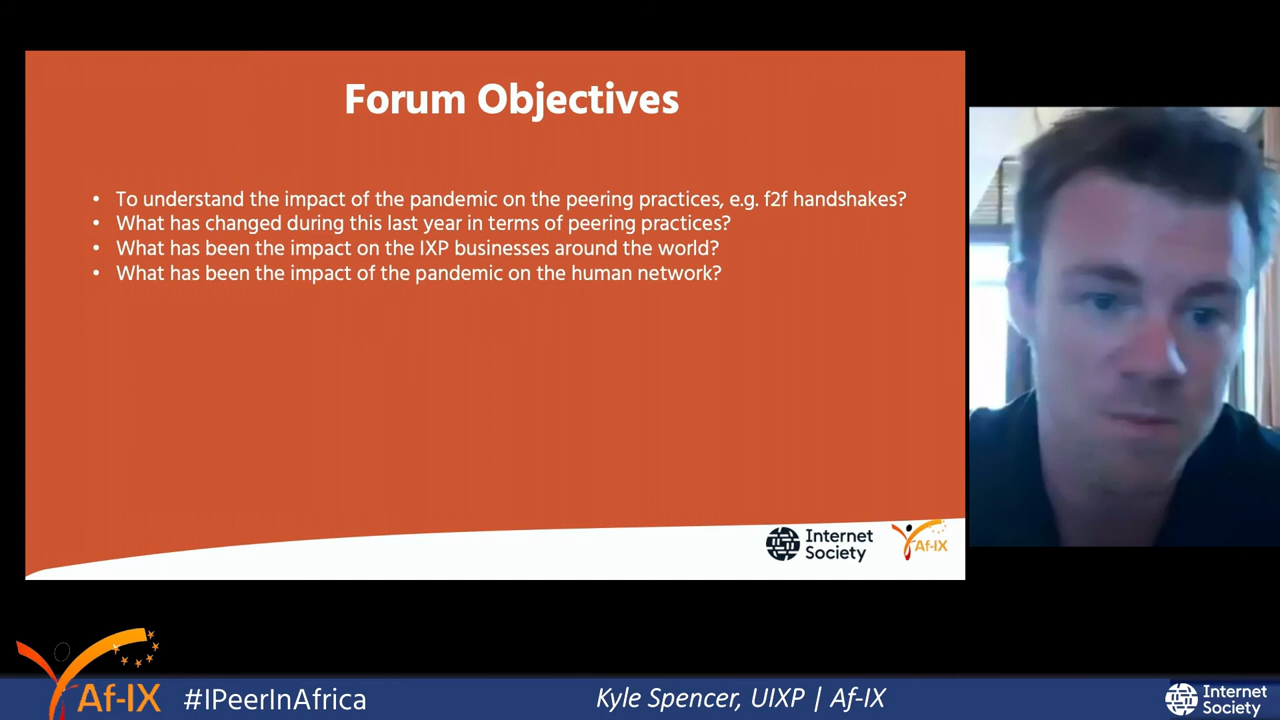 Forum Objectives
• To understand the impact of the pandemic on the peering practices, e.g. f2f handshakes?
• What has changed during this last year in terms of peering practices?
• What has been the impact on the IXP businesses around the world?
• What has been the impact of the pandemic on the human network?
Internet
Society
Af-IX
Af-IX
#IPeerInAfrica
Kyle Spencer, UIXP | Af-IX
Internet
Society